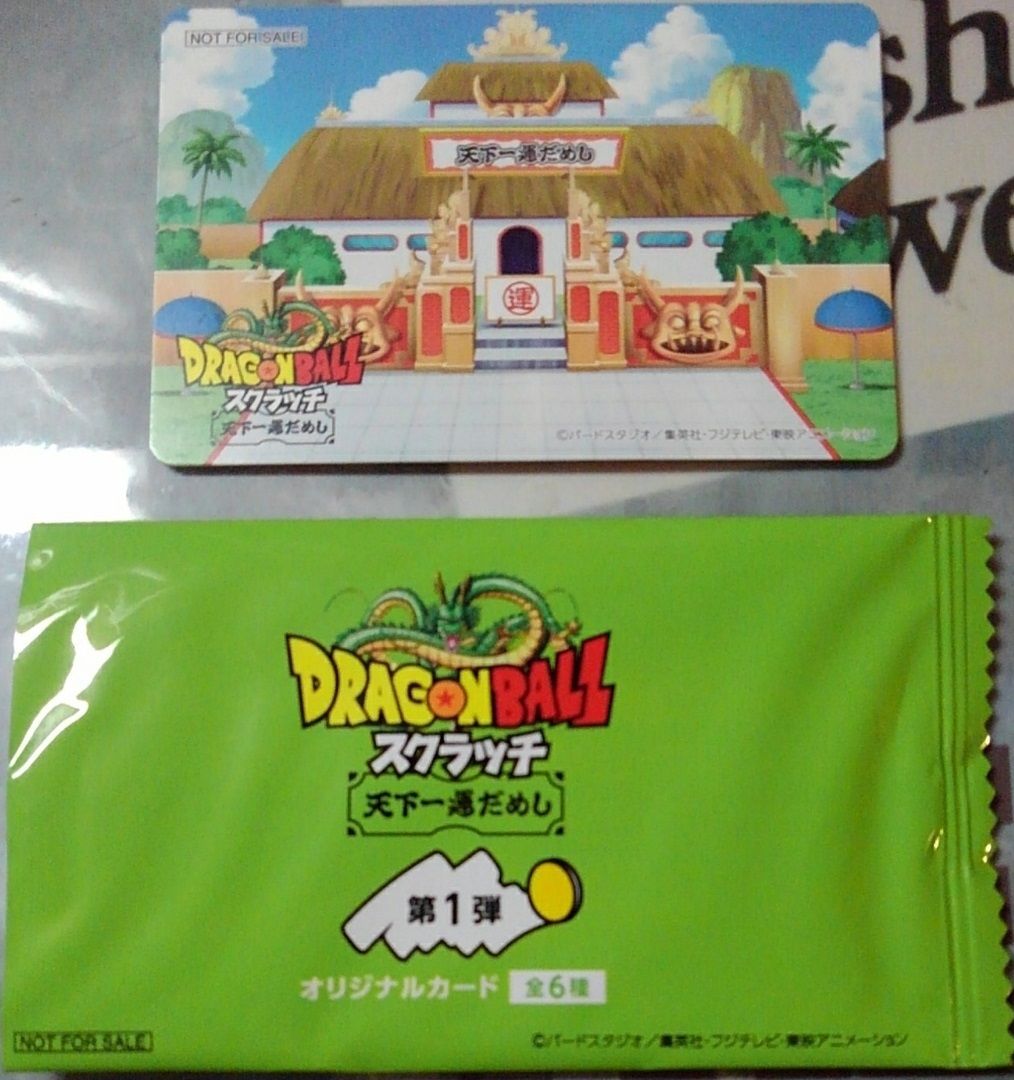 NOT FOR SALE!
天下一運だめし
運
DRAGONBALL
スクラッチ
天下一運だめし
©バードスタジオ／集英社・フジテレビ・東映アニメーション
sh
we
DRAGONBALL
スクラッチ
天下一運だめし
第1弾
オリジナルカード 全6種
NOT FOR SALE
©バードスタジオ／集英社・フジテレビ・東映アニメーション